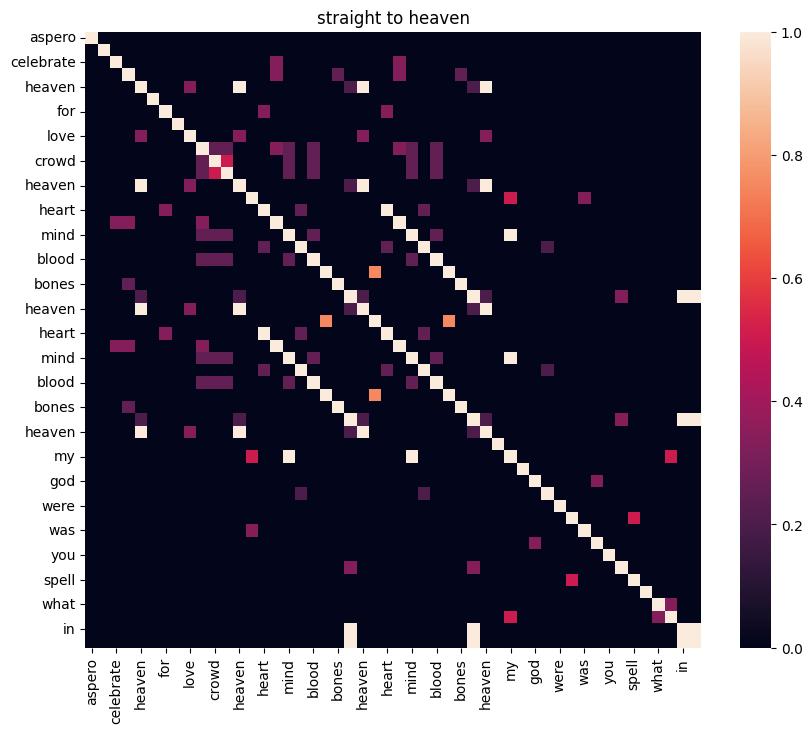 straight to heaven
aspero
celebrate
heaven
for
love
crowd
heaven
heart
mind
blood
bones
heaven
heart
mind
blood
bones
heaven
my
god
were
was
you
spell
what
in
1.0
0.8
0.6
0.4
0.2
0.0
aspero celebrate heaven for love crowd heaven heart mind blood bones heaven heart mind blood bones heaven my god were was you spell what in